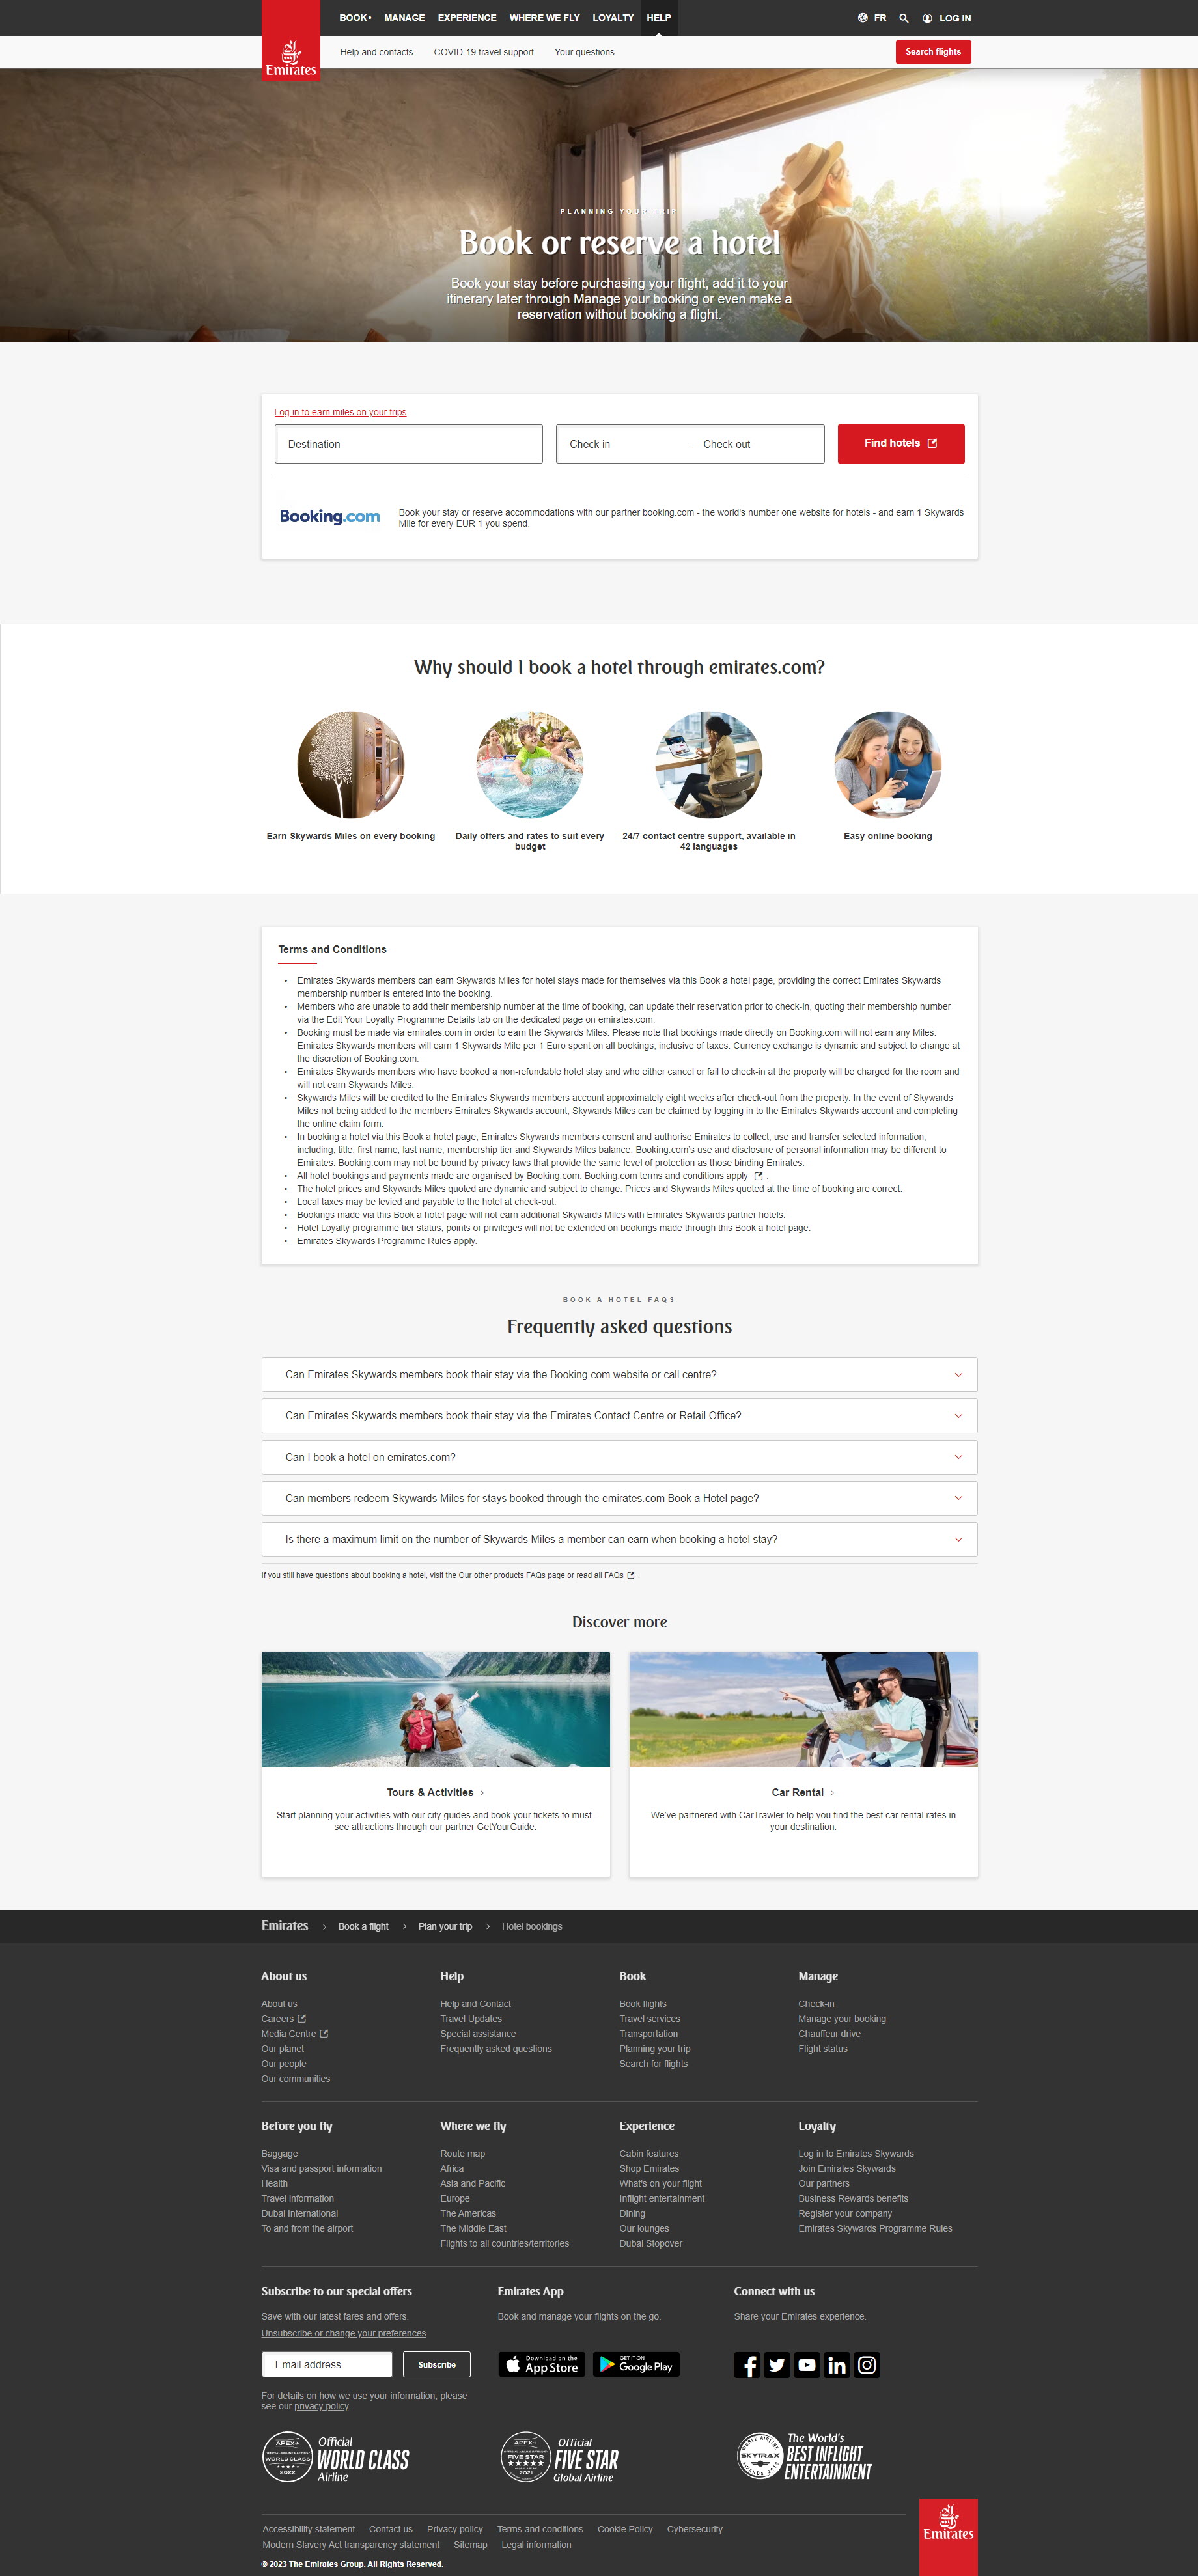 BOOK• MANAGE EXPERIENCE WHERE WE FLY LOYALTY HELP FR LOG IN
Emirates
Help and contacts COVID-19 travel support Your questions Search flights
PLANNING YOUR TRIP
Book or reserve a hotel
Book your stay before purchasing your flight, add it to your
itinerary later through Manage your booking or even make a
reservation without booking a flight.
Log in to earn miles on your trips
Destination Check in - Check out Find hotels
Booking.com
Book your stay or reserve accommodations with our partner booking.com - the world's number one website for hotels - and earn 1 Skywards
Mile for every EUR 1 you spend.
Why should I book a hotel through emirates.com?
Earn Skywards Miles on every booking
Daily offers and rates to suit every
budget
24/7 contact centre support, available in
42 languages
Easy online booking
Terms and Conditions
• Emirates Skywards members can earn Skywards Miles for hotel stays made for themselves via this Book a hotel page, providing the correct Emirates Skywards
membership number is entered into the booking.
• Members who are unable to add their membership number at the time of booking, can update their reservation prior to check-in, quoting their membership number
via the Edit Your Loyalty Programme Details tab on the dedicated page on emirates.com.
• Booking must be made via emirates.com in order to earn the Skywards Miles. Please note that bookings made directly on Booking.com will not earn any Miles.
Emirates Skywards members will earn 1 Skywards Mile per 1 Euro spent on all bookings, inclusive of taxes. Currency exchange is dynamic and subject to change at
the discretion of Booking.com.
• Emirates Skywards members who have booked a non-refundable hotel stay and who either cancel or fail to check-in at the property will be charged for the room and
will not earn Skywards Miles.
• Skywards Miles will be credited to the Emirates Skywards members account approximately eight weeks after check-out from the property. In the event of Skywards
Miles not being added to the members Emirates Skywards account, Skywards Miles can be claimed by logging in to the Emirates Skywards account and completing
the online claim form.
• In booking a hotel via this Book a hotel page, Emirates Skywards members consent and authorise Emirates to collect, use and transfer selected information,
including; title, first name, last name, membership tier and Skywards Miles balance. Booking.com's use and disclosure of personal information may be different to
Emirates. Booking.com may not be bound by privacy laws that provide the same level of protection as those binding Emirates.
• All hotel bookings and payments made are organised by Booking.com. Booking.com terms and conditions apply .
• The hotel prices and Skywards Miles quoted are dynamic and subject to change. Prices and Skywards Miles quoted at the time of booking are correct.
• Local taxes may be levied and payable to the hotel at check-out.
• Bookings made via this Book a hotel page will not earn additional Skywards Miles with Emirates Skywards partner hotels.
• Hotel Loyalty programme tier status, points or privileges will not be extended on bookings made through this Book a hotel page.
• Emirates Skywards Programme Rules apply.
BOOK A HOTEL FAQS
Frequently asked questions
Can Emirates Skywards members book their stay via the Booking.com website or call centre?
Can Emirates Skywards members book their stay via the Emirates Contact Centre or Retail Office?
Can I book a hotel on emirates.com?
Can members redeem Skywards Miles for stays booked through the emirates.com Book a Hotel page?
Is there a maximum limit on the number of Skywards Miles a member can earn when booking a hotel stay?
If you still have questions about booking a hotel, visit the Our other products FAQs page or read all FAQs .
Discover more
Tours & Activities
Start planning your activities with our city guides and book your tickets to must-
see attractions through our partner GetYourGuide.
Car Rental
We've partnered with CarTrawler to help you find the best car rental rates in
your destination.
Emirates Book a flight Plan your trip Hotel bookings
About us
About us
Careers
Media Centre
Our planet
Our people
Our communities
Help
Help and Contact
Travel Updates
Special assistance
Frequently asked questions
Book
Book flights
Travel services
Transportation
Planning your trip
Search for flights
Manage
Check-in
Manage your booking
Chauffeur drive
Flight status
Before you fly
Baggage
Visa and passport information
Health
Travel information
Dubai International
To and from the airport
Where we fly
Route map
Africa
Asia and Pacific
Europe
The Americas
The Middle East
Flights to all countries/territories
Experience
Cabin features
Shop Emirates
What's on your flight
Inflight entertainment
Dining
Our lounges
Dubai Stopover
Loyalty
Log in to Emirates Skywards
Join Emirates Skywards
Our partners
Business Rewards benefits
Register your company
Emirates Skywards Programme Rules
Subscribe to our special offers
Save with our latest fares and offers.
Unsubscribe or change your preferences
Email address Subscribe
For details on how we use your information, please
see our privacy policy.
Emirates App
Book and manage your flights on the go.
Download on the
App Store
GET IT ON
Google Play
Connect with us
Share your Emirates experience.
APEX
WORLD CLASS
2022
Official
WORLD CLASS
Airline
APEX
FIVE STAR
2021
Official
FIVE STAR
Global Airline
SKYTRAX
The World's
BEST INFLIGHT
ENTERTAINMENT
Accessibility statement Contact us Privacy policy Terms and conditions Cookie Policy Cybersecurity
Modern Slavery Act transparency statement Sitemap Legal information
© 2023 The Emirates Group. All Rights Reserved.
Emirates